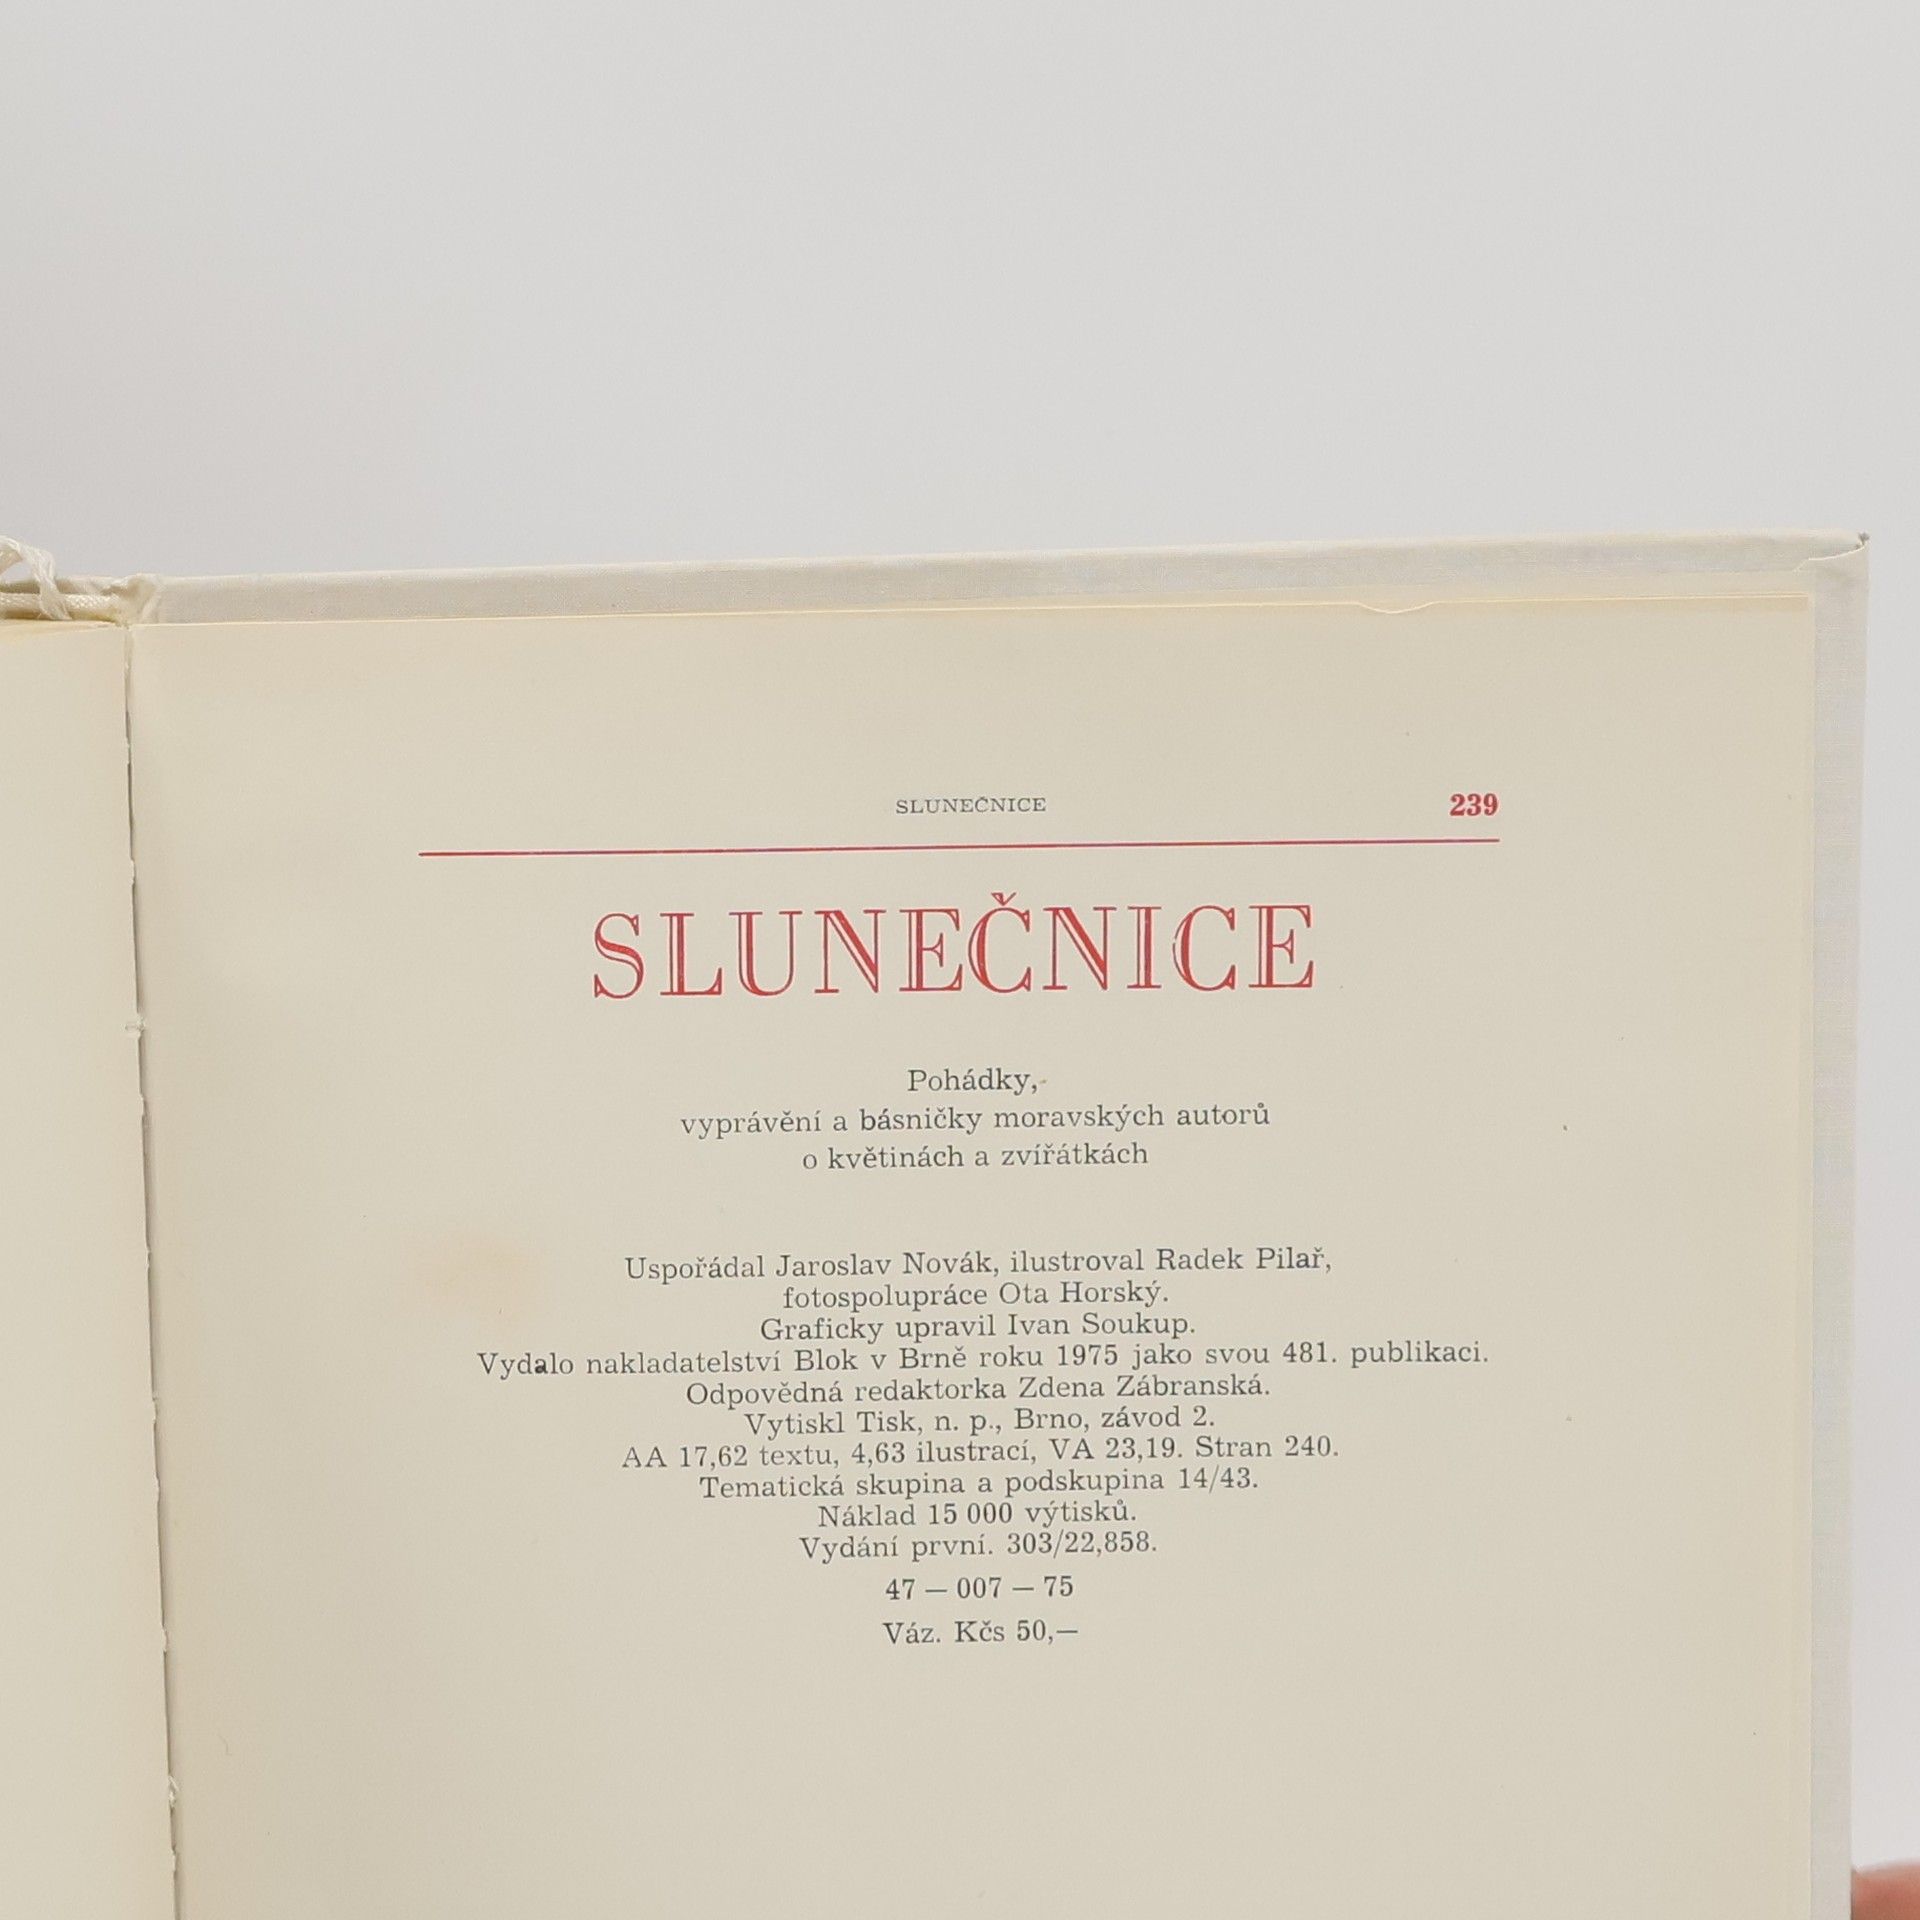 SLUNEČNICE 239
SLUNEČNICE
Pohádky,
vyprávění a básničky moravských autorů
o květinách a zvířátkách
Uspořádal Jaroslav Novák, ilustroval Radek Pilař,
fotospolupráce Ota Horský.
Graficky upravil Ivan Soukup.
Vydalo nakladatelství Blok v Brně roku 1975 jako svou 481. publikaci.
Odpovědná redaktorka Zdena Zábranská.
Vytiskl Tisk, n. p., Brno, závod 2.
AA 17,62 textu, 4,63 ilustrací, VA 23,19. Stran 240.
Tematická skupina a podskupina 14/43.
Náklad 15 000 výtisků.
Vydání první. 303/22,858.
47 — 007 — 75
Váz. Kčs 50,—